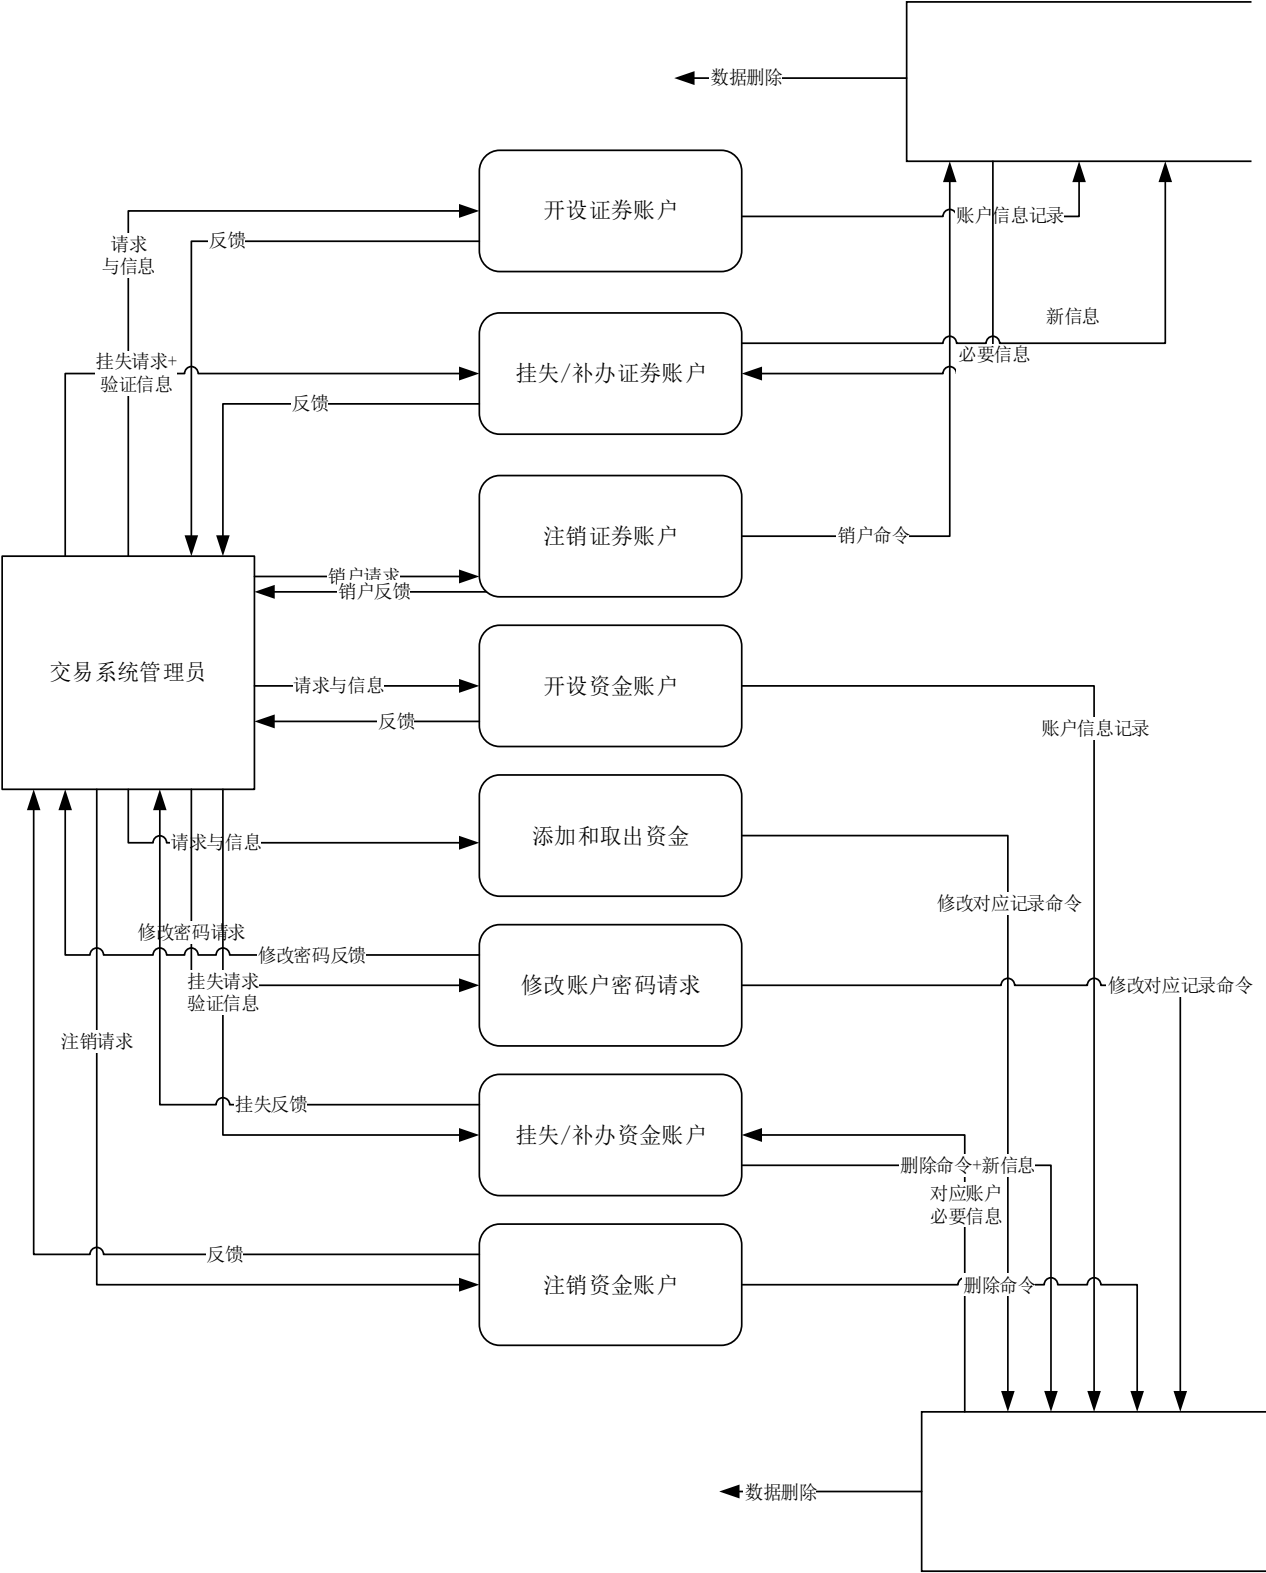 数据删除
开设证券账户
账户信息记录
反馈
请求
与信息
新信息
必要信息
挂失请求+
验证信息
挂失/补办证券账户
反馈
注销证券账户
销户命令
销户请求
销户反馈
交易系统管理员
请求与信息
开设资金账户
反馈
账户信息记录
添加和取出资金
请求与信息
修改对应记录命令
修改密码请求
修改密码反馈
挂失请求
验证信息
修改账户密码请求
修改对应记录命令
注销请求
挂失反馈
挂失/补办资金账户
删除命令+新信息
对应账户
必要信息
反馈
注销资金账户
删除命令
数据删除